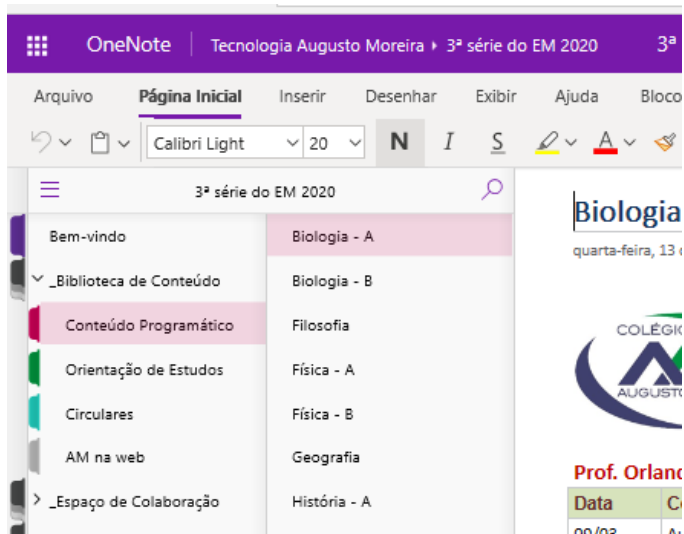 OneNote Tecnologia Augusto Moreira 3ª série do EM 2020 3ª
Arquivo Página Inicial Inserir Desenhar Exibir Ajuda Bloco
Calibri Light 20 N I S A
3ª série do EM 2020
Bem-vindo
_Biblioteca de Conteúdo
Conteúdo Programático
Orientação de Estudos
Circulares
AM na web
_Espaço de Colaboração
Biologia - A
Biologia - B
Filosofia
Física - A
Física - B
Geografia
História - A
Biologia
quarta-feira, 13
COLÉGIO
AUGUSTO
Prof.
Data